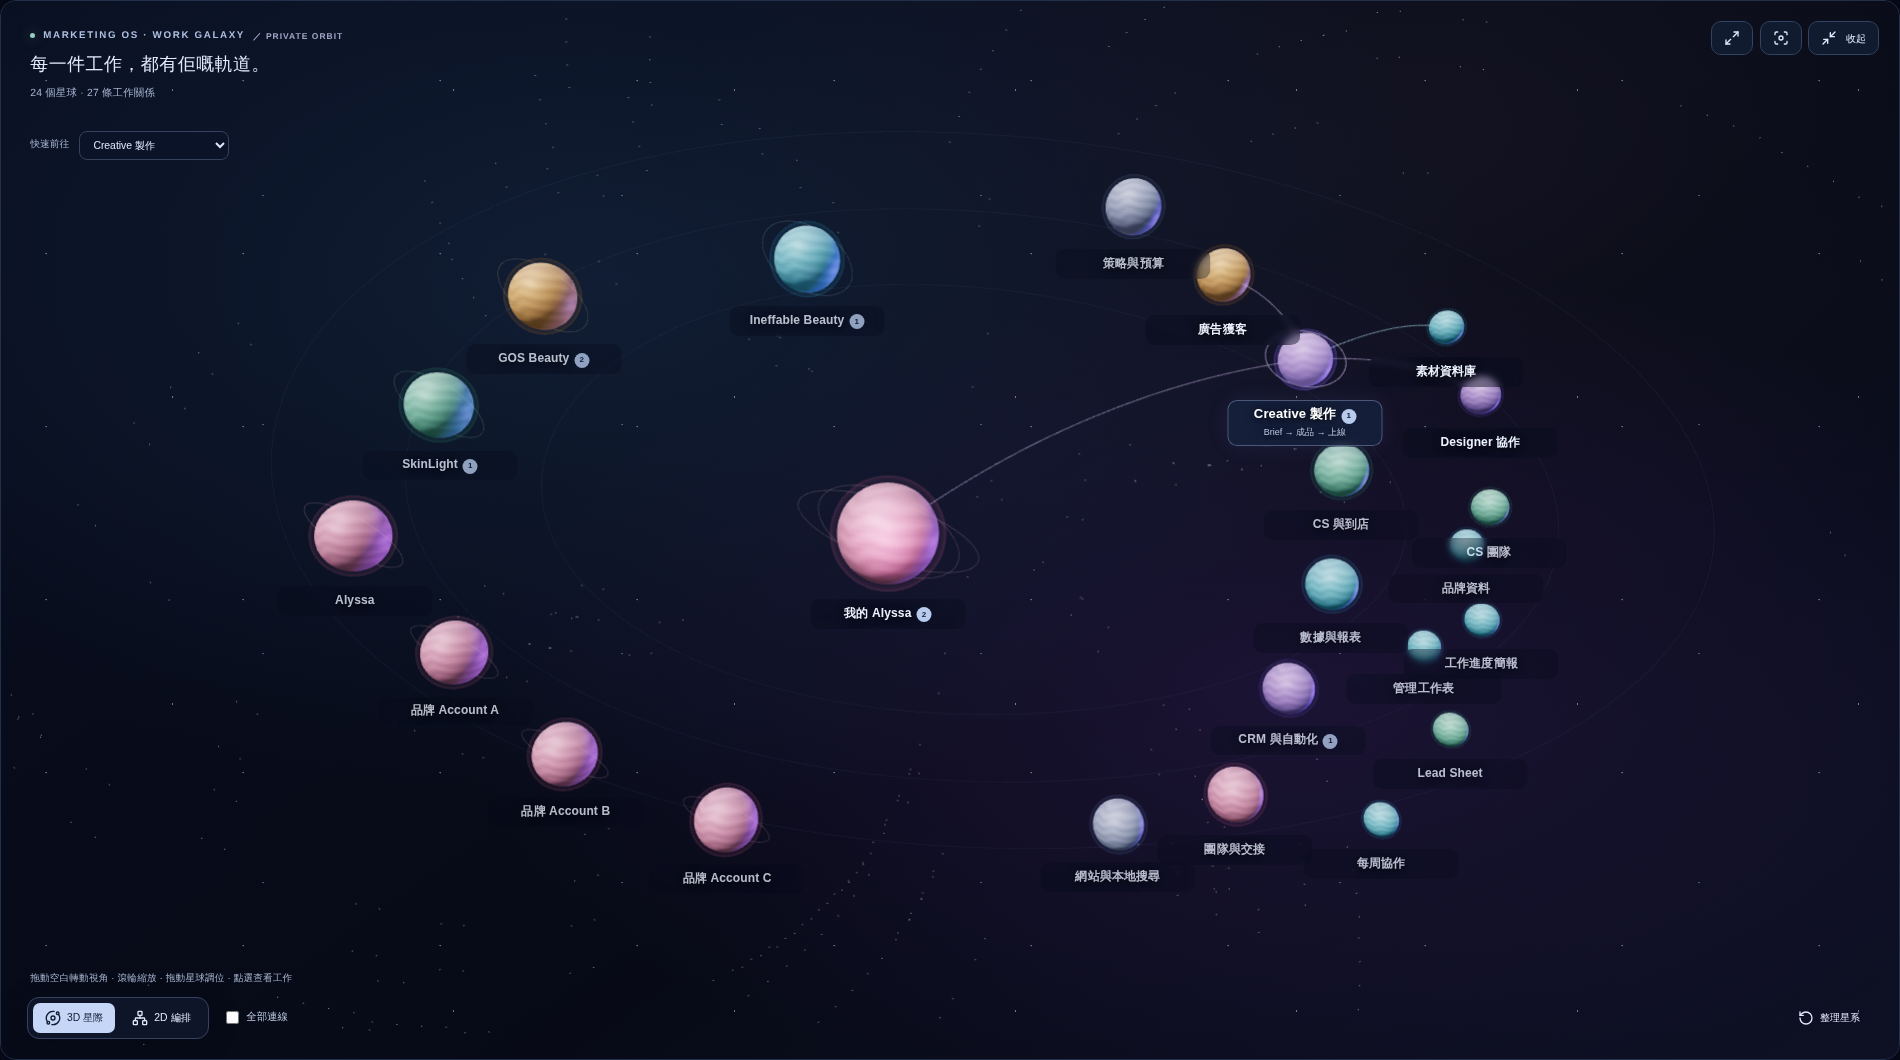 MARKETING OS · WORK GALAXY ／ PRIVATE ORBIT
每一件工作，都有佢嘅軌道。
24 個星球 · 27 條工作關係
快速前往 Creative 製作
收起
策略與預算
Ineffable Beauty 1
廣告獲客
GOS Beauty 2
素材資料庫
Creative 製作 1
Brief → 成品 → 上線
Designer 協作
SkinLight 1
CS 與到店
CS 團隊
品牌資料
Alyssa
我的 Alyssa 2
數據與報表
工作進度簡報
管理工作表
品牌 Account A
CRM 與自動化 1
Lead Sheet
品牌 Account B
團隊與交接
每周協作
品牌 Account C
網站與本地搜尋
拖動空白轉動視角 · 滾輪縮放 · 拖動星球調位 · 點選查看工作
3D 星際
2D 編排
全部連線
整理星系